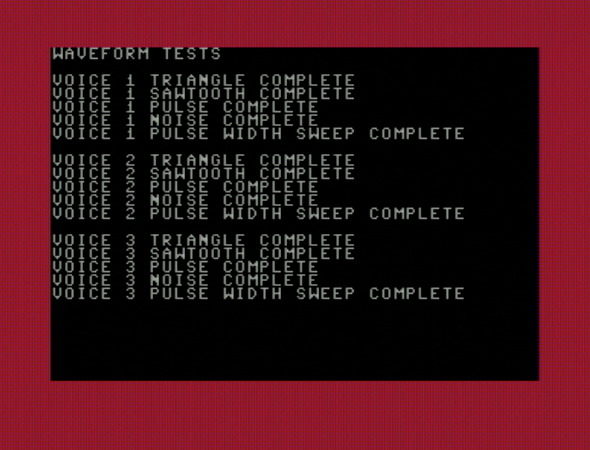 WAVEFORM TESTS
VOICE 1 TRIANGLE COMPLETE
VOICE 1 SAWTOOTH COMPLETE
VOICE 1 PULSE COMPLETE
VOICE 1 NOISE COMPLETE
VOICE 1 PULSE WIDTH SWEEP COMPLETE
VOICE 2 TRIANGLE COMPLETE
VOICE 2 SAWTOOTH COMPLETE
VOICE 2 PULSE COMPLETE
VOICE 2 NOISE COMPLETE
VOICE 2 PULSE WIDTH SWEEP COMPLETE
VOICE 3 TRIANGLE COMPLETE
VOICE 3 SAWTOOTH COMPLETE
VOICE 3 PULSE COMPLETE
VOICE 3 NOISE COMPLETE
VOICE 3 PULSE WIDTH SWEEP COMPLETE